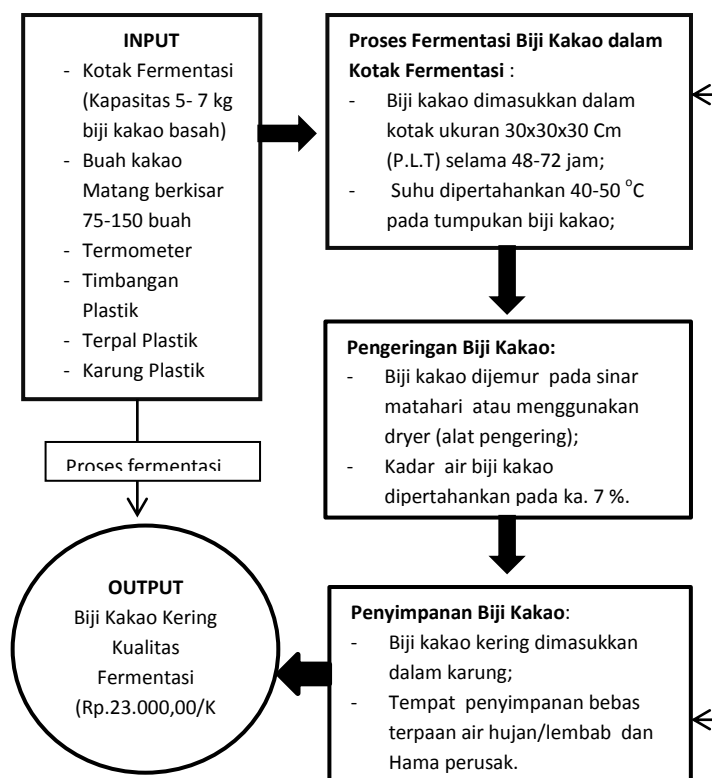 INPUT
- Kotak Fermentasi
(Kapasitas 5- 7 kg
biji kakao basah)
- Buah kakao
Matang berkisar
75-150 buah
- Termometer
- Timbangan
Plastik
- Terpal Plastik
- Karung Plastik
Proses fermentasi
OUTPUT
Biji Kakao Kering
Kualitas
Fermentasi
(Rp.23.000,00/K
Proses Fermentasi Biji Kakao dalam
Kotak Fermentasi :
- Biji kakao dimasukkan dalam
kotak ukuran 30x30x30 Cm
(P.L.T) selama 48-72 jam;
- Suhu dipertahankan 40-50 °C
pada tumpukan biji kakao;
Pengeringan Biji Kakao:
- Biji kakao dijemur pada sinar
matahari atau menggunakan
dryer (alat pengering);
- Kadar air biji kakao
dipertahankan pada ka. 7 %.
Penyimpanan Biji Kakao:
- Biji kakao kering dimasukkan
dalam karung;
- Tempat penyimpanan bebas
terpaan air hujan/lembab dan
Hama perusak.